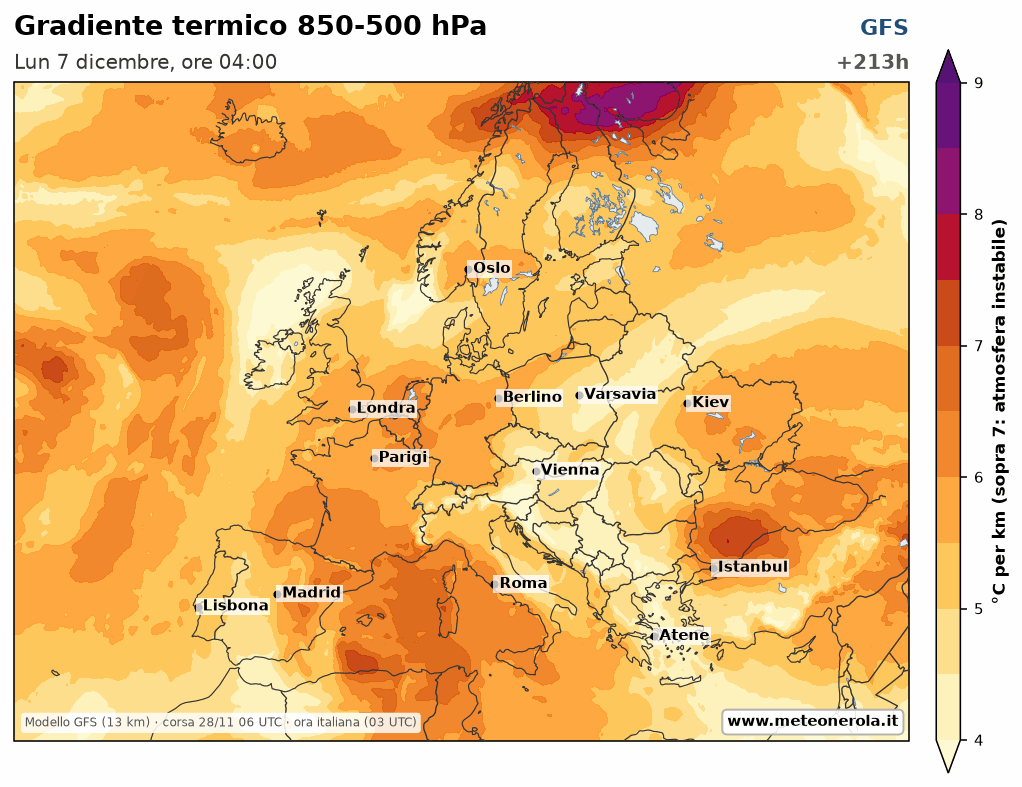 Gradiente termico 850-500 hPa
GFS
Lun 7 dicembre, ore 04:00
+213h
Oslo
Londra
Berlino
Varsavia
Kiev
Parigi
Vienna
Istanbul
Roma
Madrid
Lisbona
Atene
Modello GFS (13 km) · corsa 28/11 06 UTC · ora italiana (03 UTC)
www.meteonerola.it
9
8
7
6
5
4
°C per km (sopra 7: atmosfera instabile)